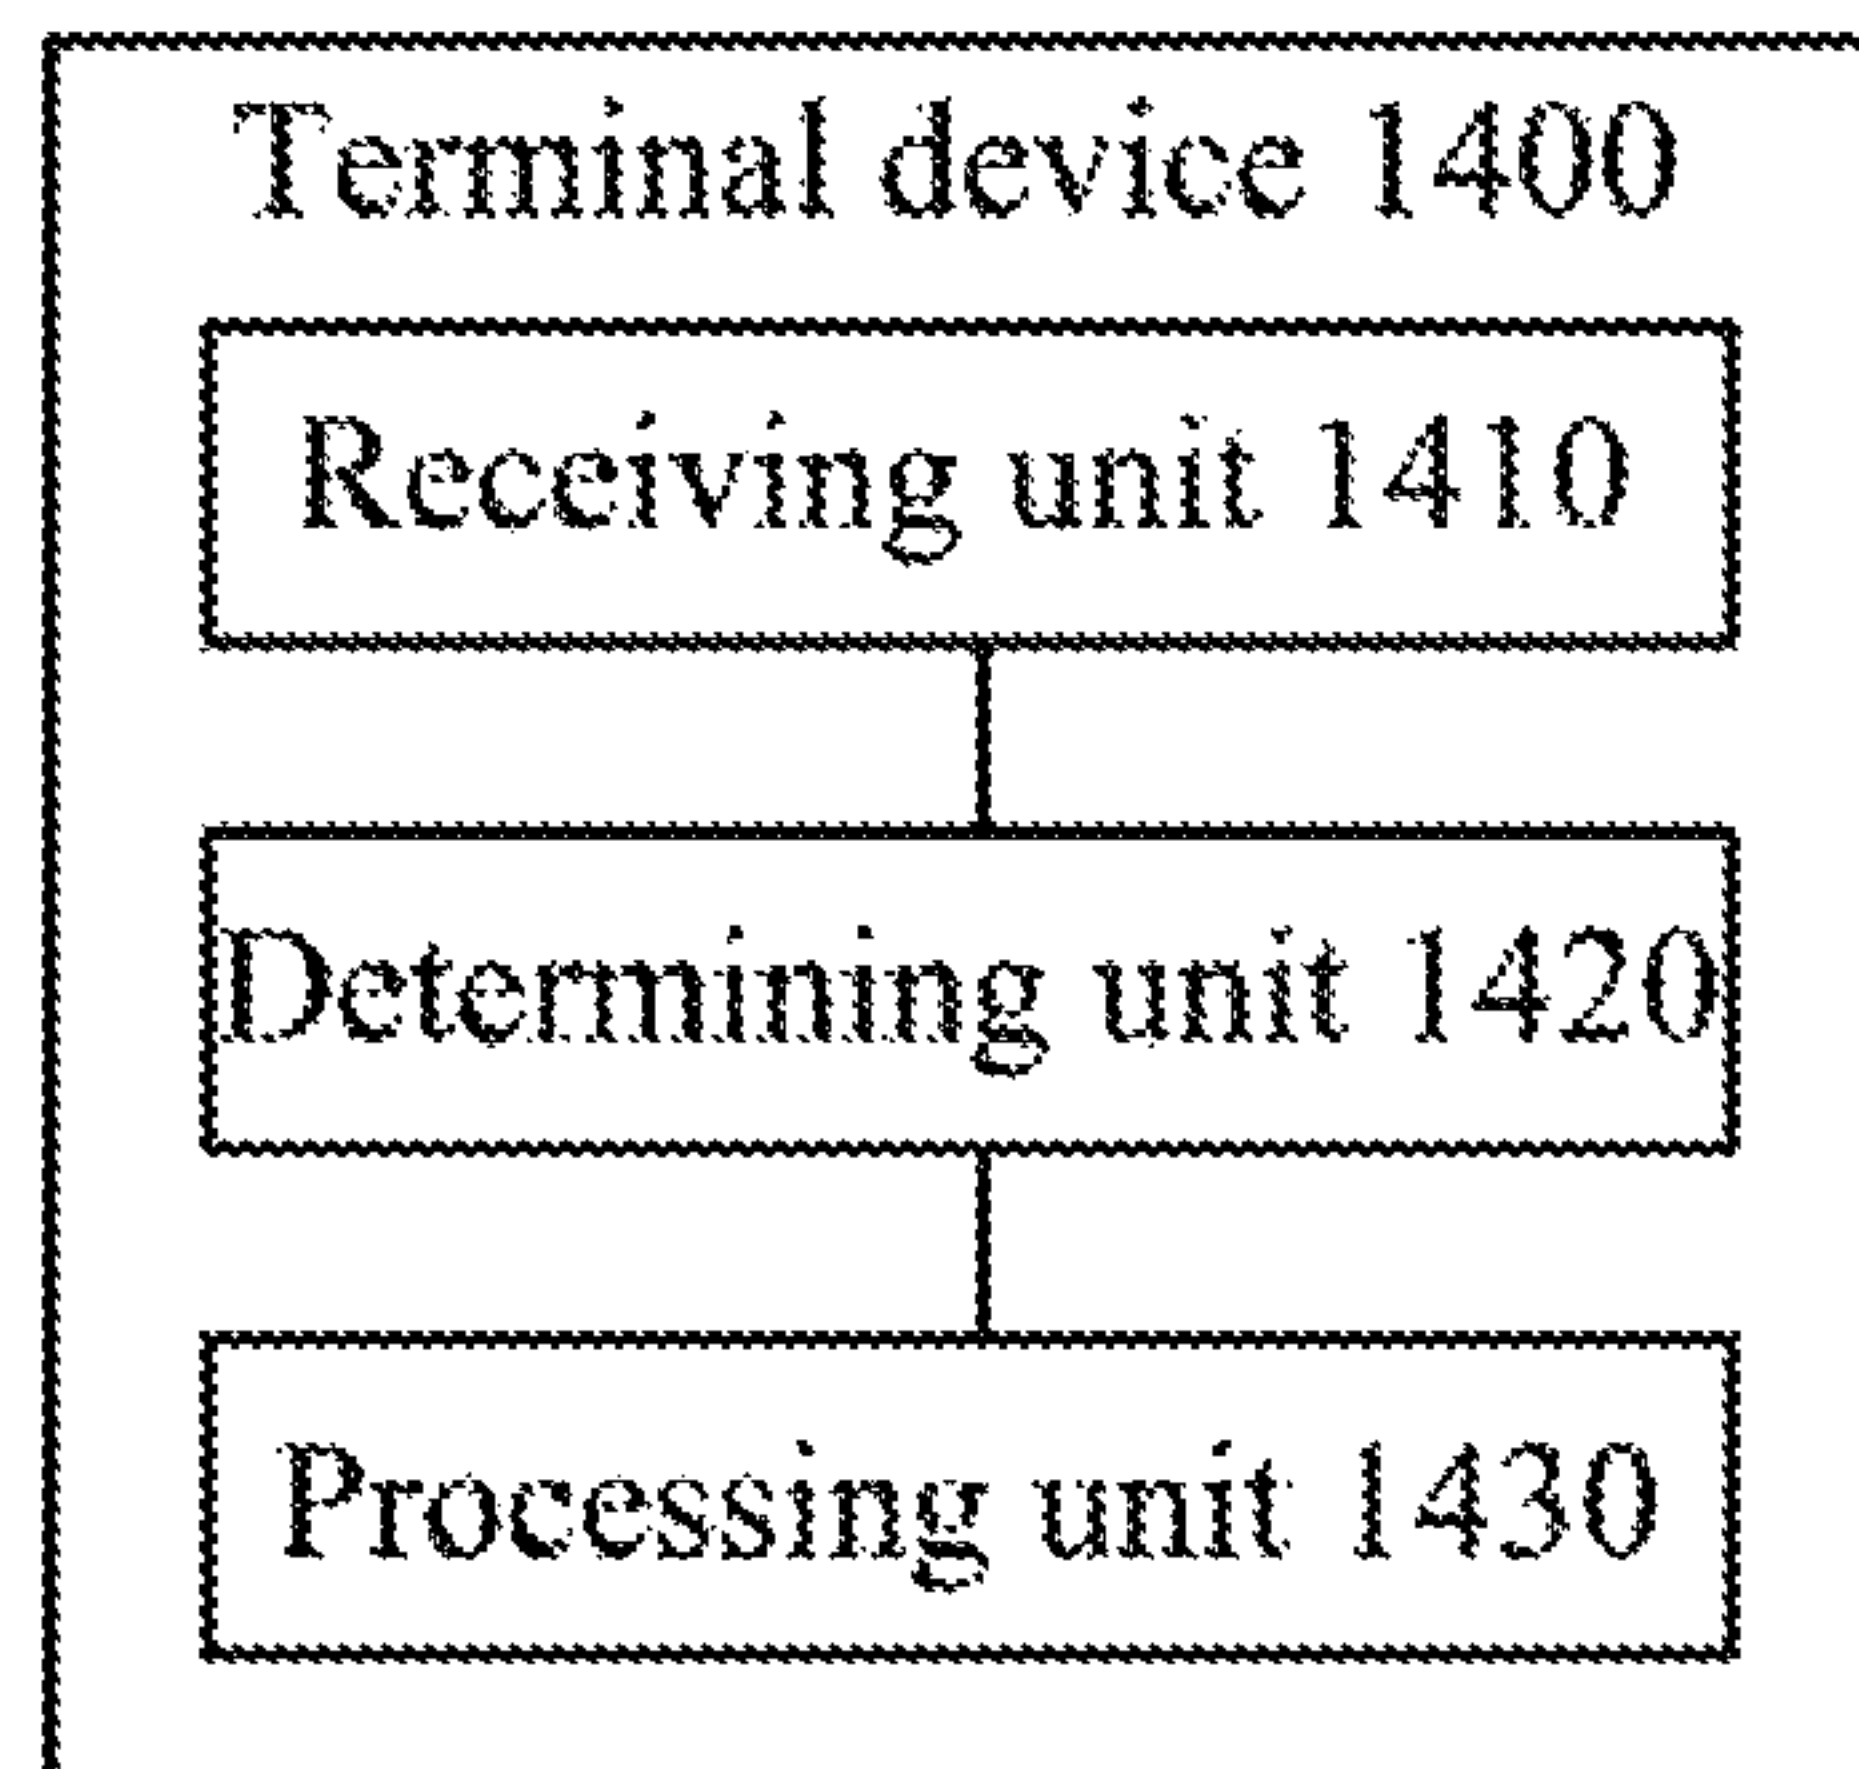 Terminal device 1400
Receiving unit 1410
Determining unit 1420
Processing unit 1430